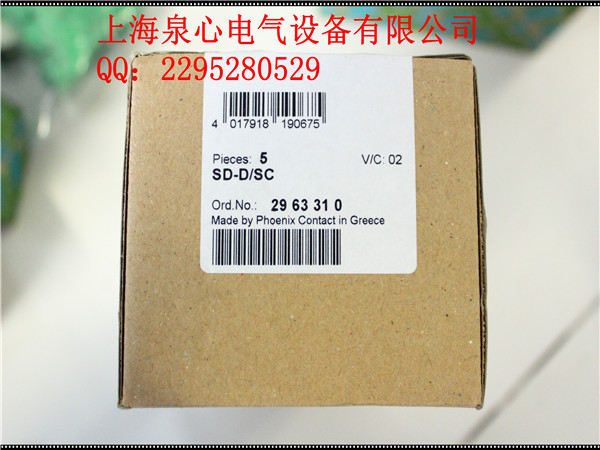 上海泉心电气设备有限公司
QQ：2295280529
4 017918 190675
Pieces: 5 V/C: 02
SD-D/SC
Ord.No.: 29 63 31 0
Made by Phoenix Contact in Greece